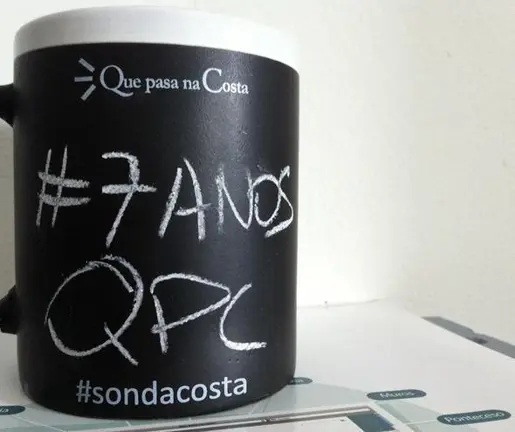 Que pasa na Costa
#7ANOS
QPC
#sondacosta
Muros
Ponteceso